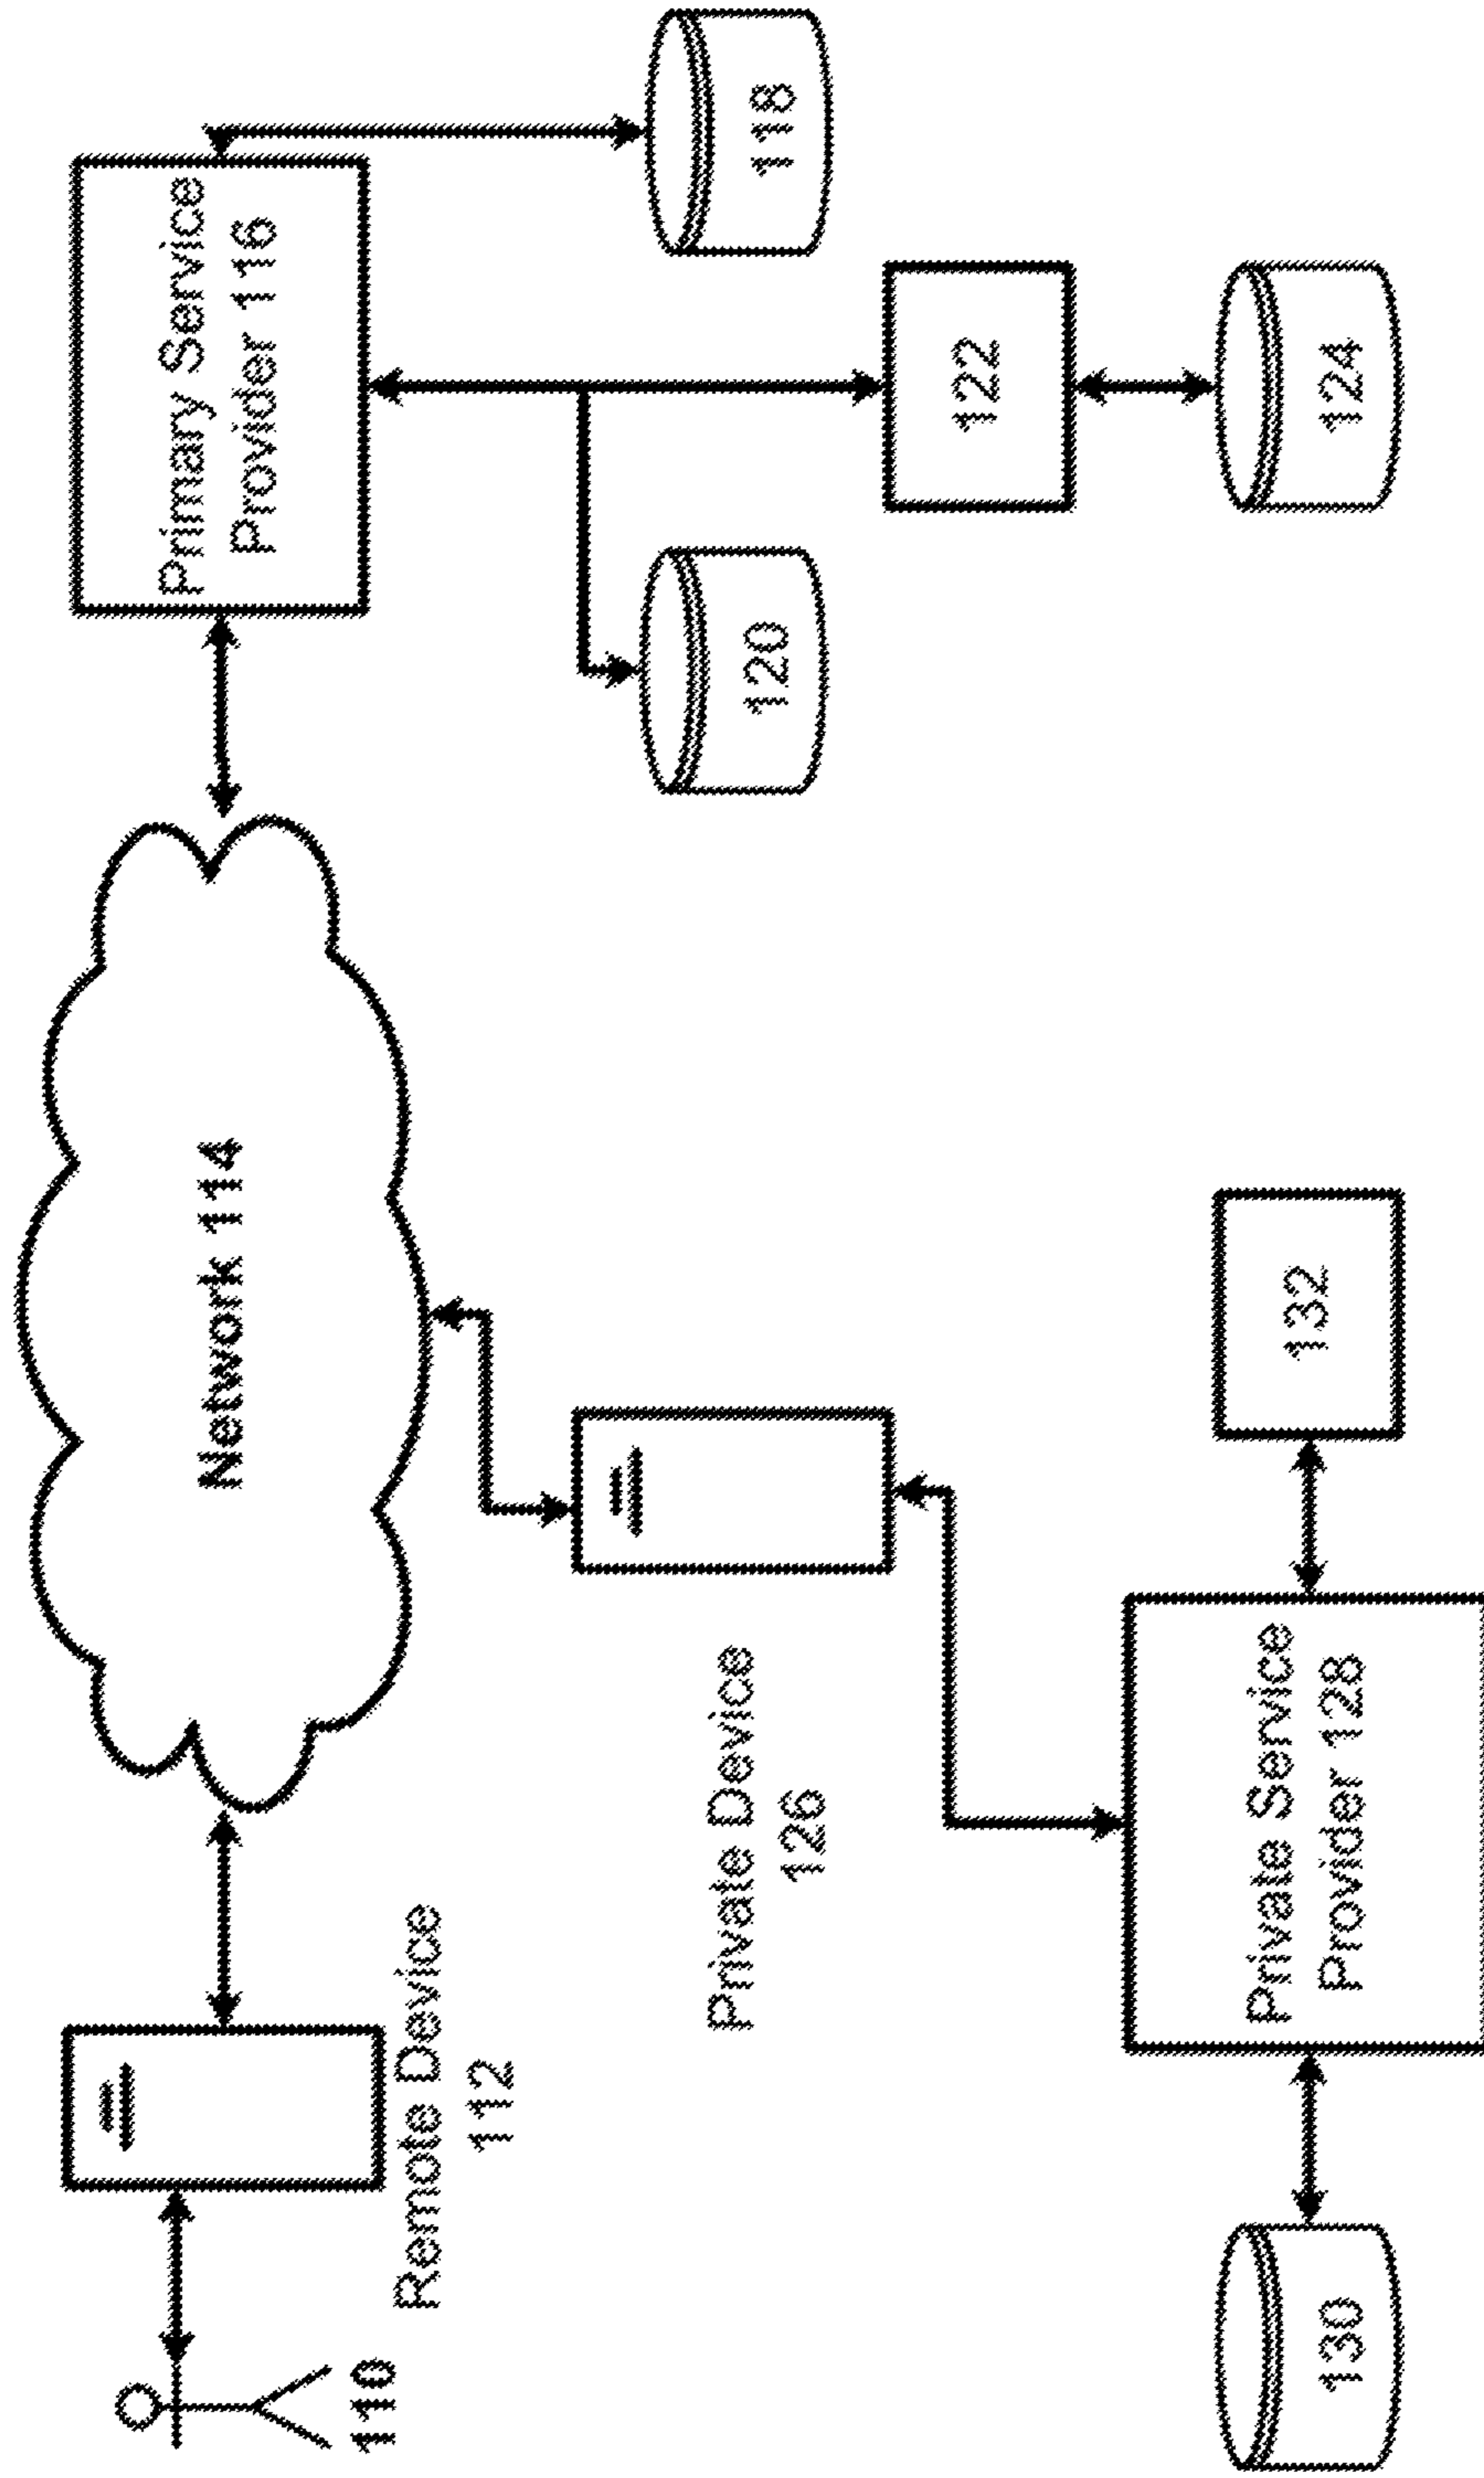 110
Remote Device
112
Network 114
Primary Service
Provider 116
118
120
122
124
Private Device
126
Private Service
Provider 128
130
132